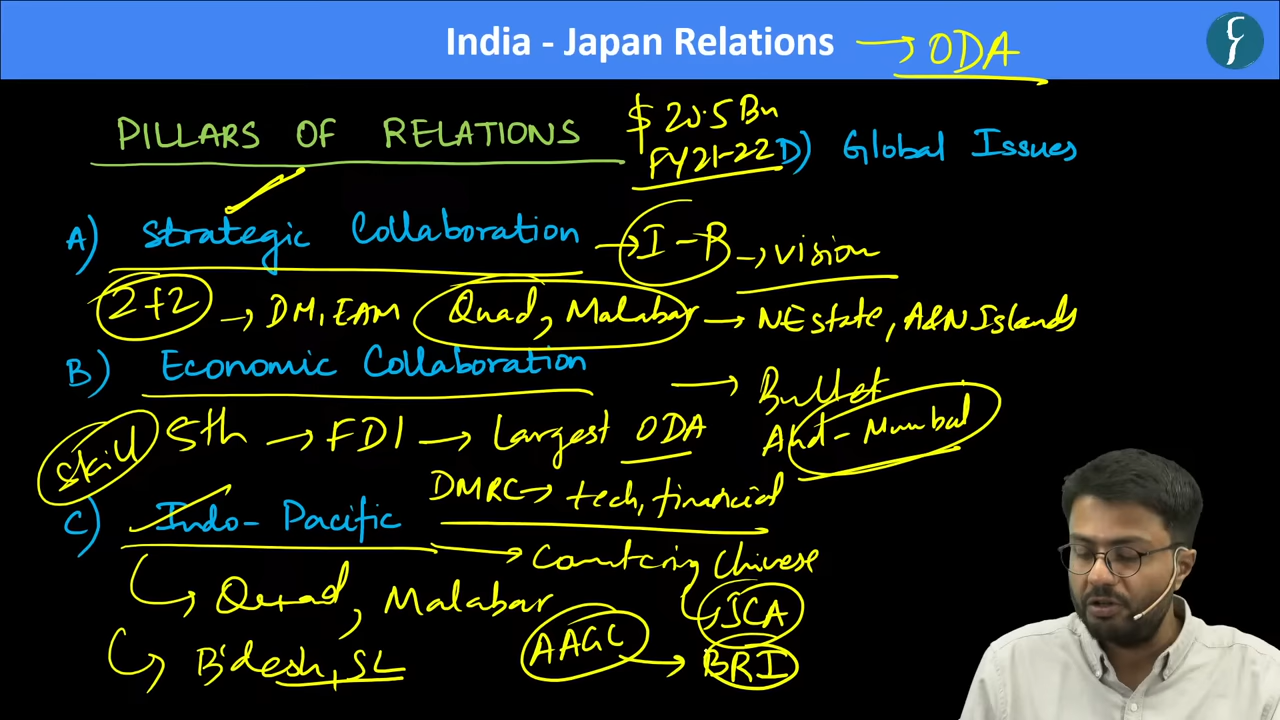 India - Japan Relations → ODA
PILLARS OF RELATIONS
$ 20.5 Bn
FY21-22
D) Global Issues
A) Strategic Collaboration → I-P → vision
2+2 → DM, EAM Quad, Malabar → NE state, A&N Islands
B) Economic Collaboration
→ Bullet
Ahd - Mumbai
Skill 5th → FDI → Largest ODA
DMRC → tech, financial
C) Indo-Pacific → Countering Chinese
Quad, Malabar
ICA
B'desh, SL
AAGC → BRI